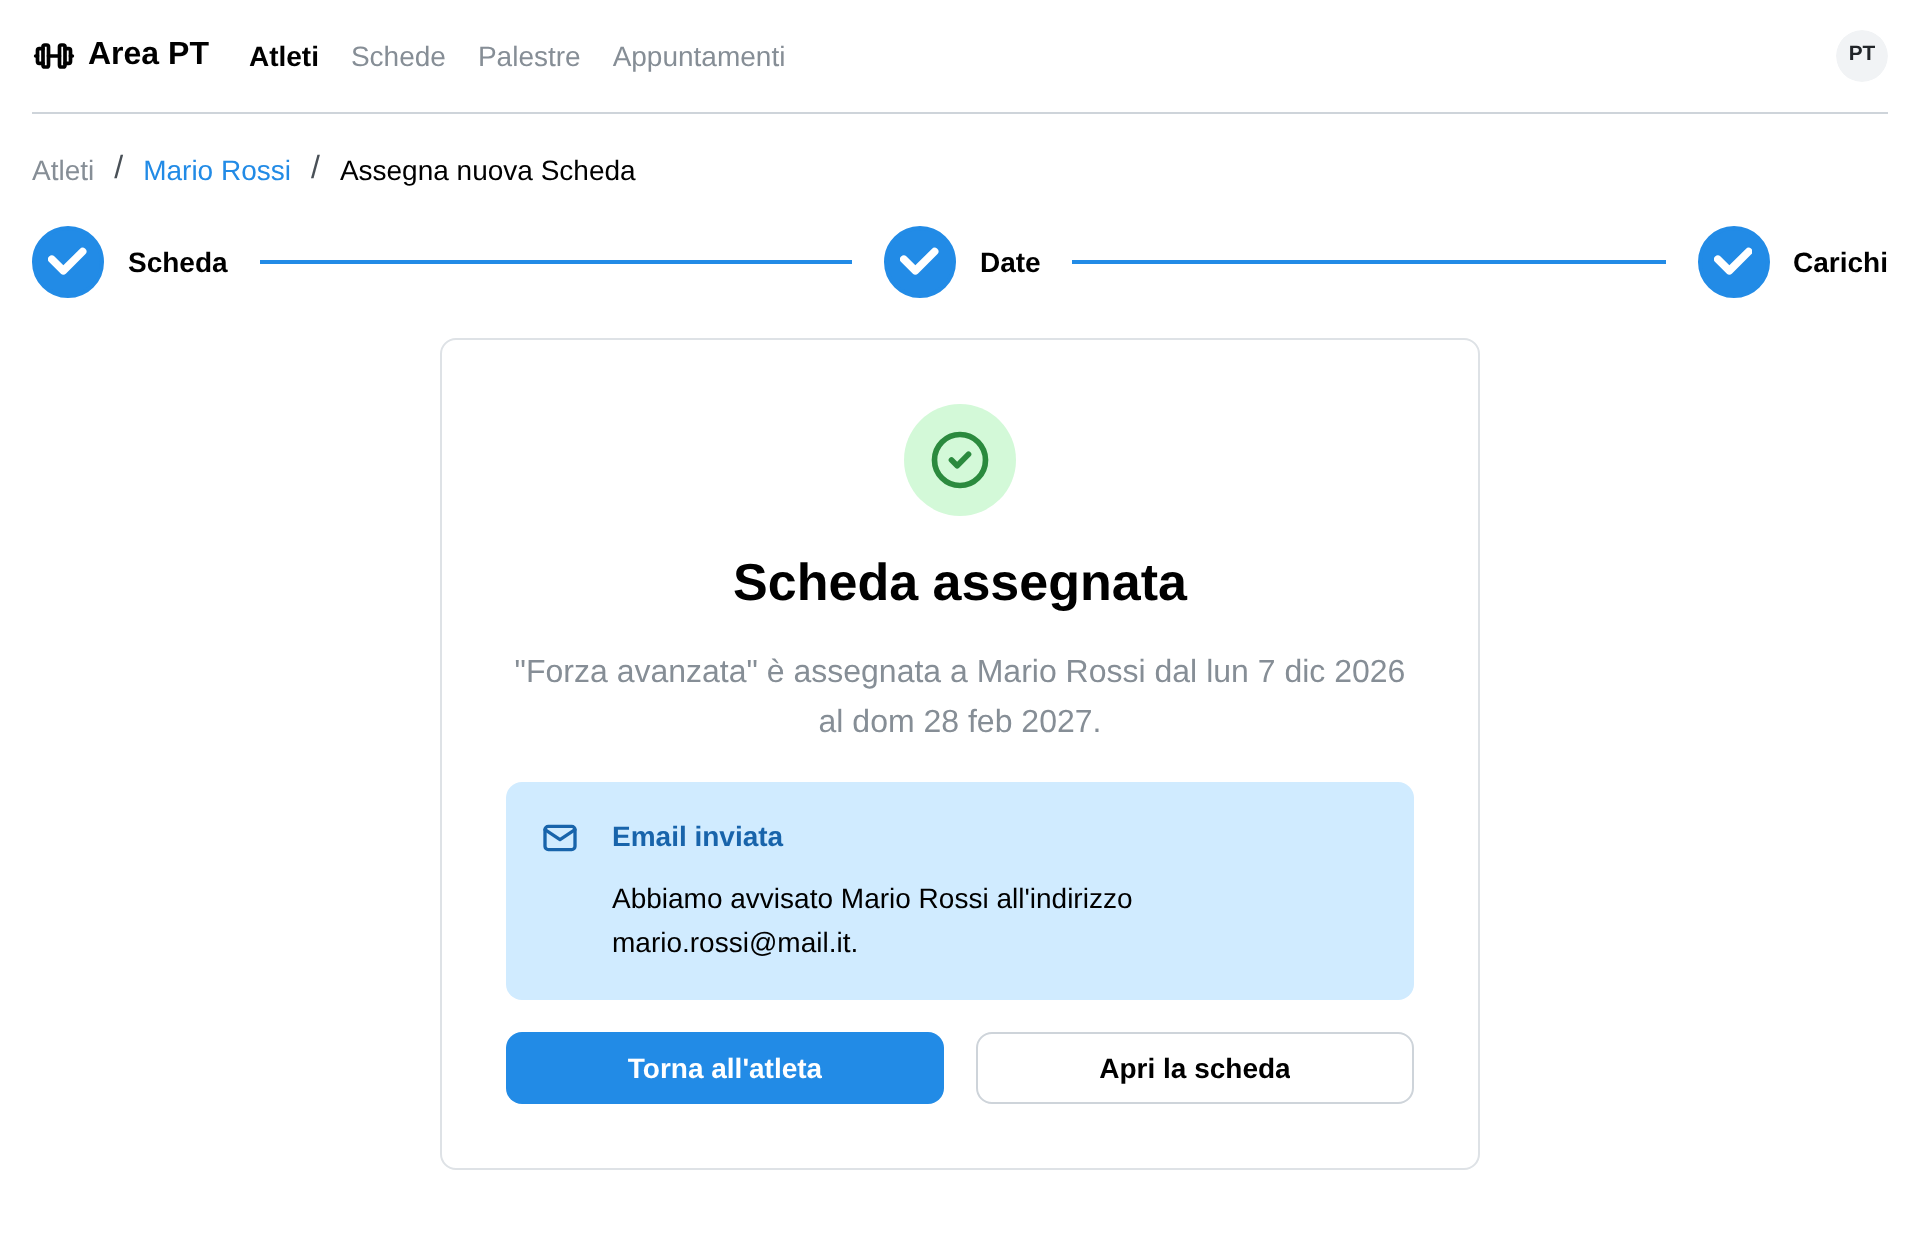 Area PT
Atleti Schede Palestre Appuntamenti
PT
Atleti / Mario Rossi / Assegna nuova Scheda
Scheda Date Carichi
Scheda assegnata
"Forza avanzata" è assegnata a Mario Rossi dal lun 7 dic 2026
al dom 28 feb 2027.
Email inviata
Abbiamo avvisato Mario Rossi all'indirizzo
mario.rossi@mail.it.
Torna all'atleta Apri la scheda